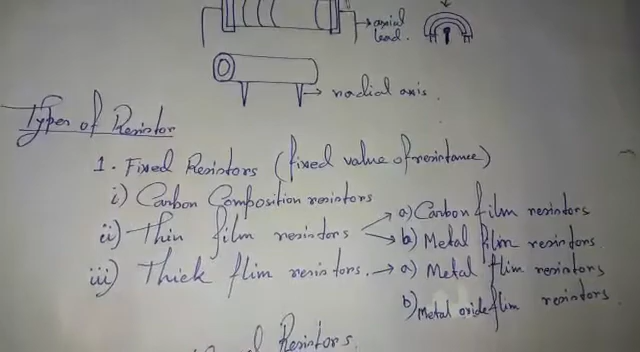 axial
lead.
radial axis.
Types of Resistor
1. Fixed Resistors (fixed value of resistance)
i) Carbon Composition resistors
ii) Thin film resistors
a) Carbon film resistors
b) Metal film resistors
iii) Thick flim resistors.
a) Metal flim resistors
b) Metal oxide flim resistors.
Resistors.